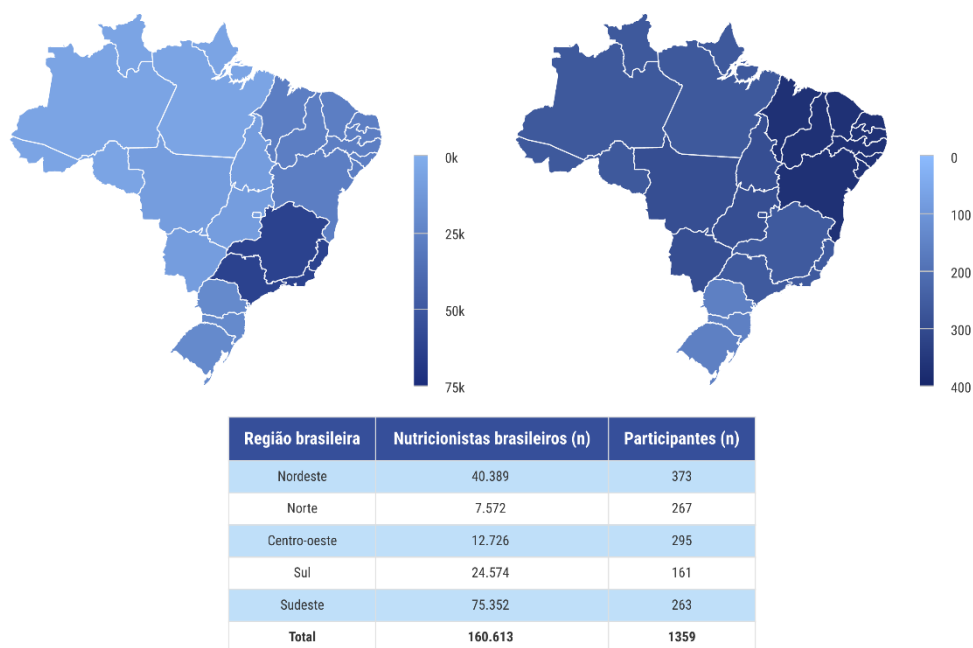 0k
25k
50k
75k
0
100
200
300
400
Região brasileira Nutricionistas brasileiros (n) Participantes (n)
Nordeste 40.389 373
Norte 7.572 267
Centro-oeste 12.726 295
Sul 24.574 161
Sudeste 75.352 263
Total 160.613 1359